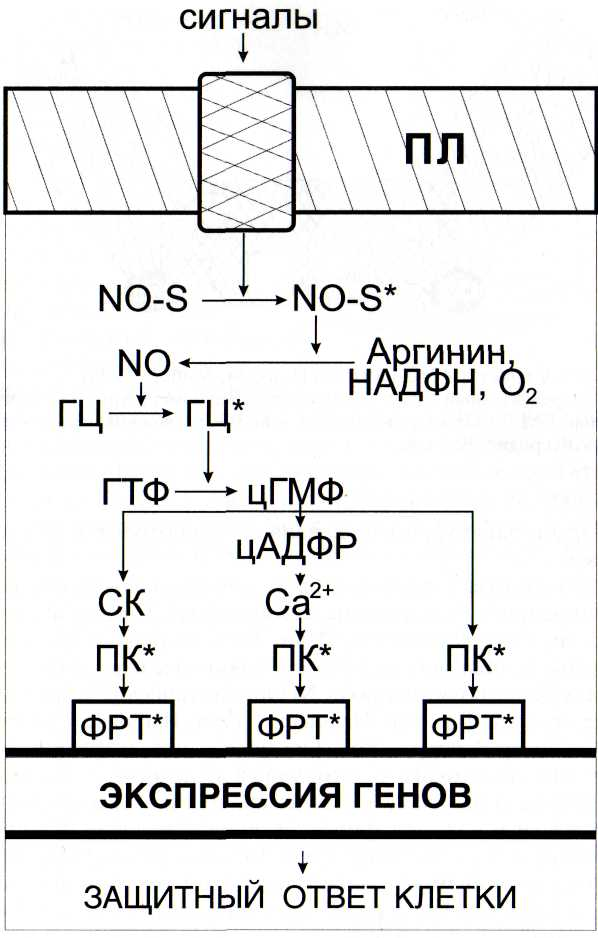 сигналы
ПЛ
NO-S NO-S*
NO Аргинин,
НАДФН, O2
ГЦ ГЦ*
ГТФ цГМФ
цАДФР
СК Ca2+
ПК* ПК* ПК*
ФРТ* ФРТ* ФРТ*
ЭКСПРЕССИЯ ГЕНОВ
ЗАЩИТНЫЙ ОТВЕТ КЛЕТКИ